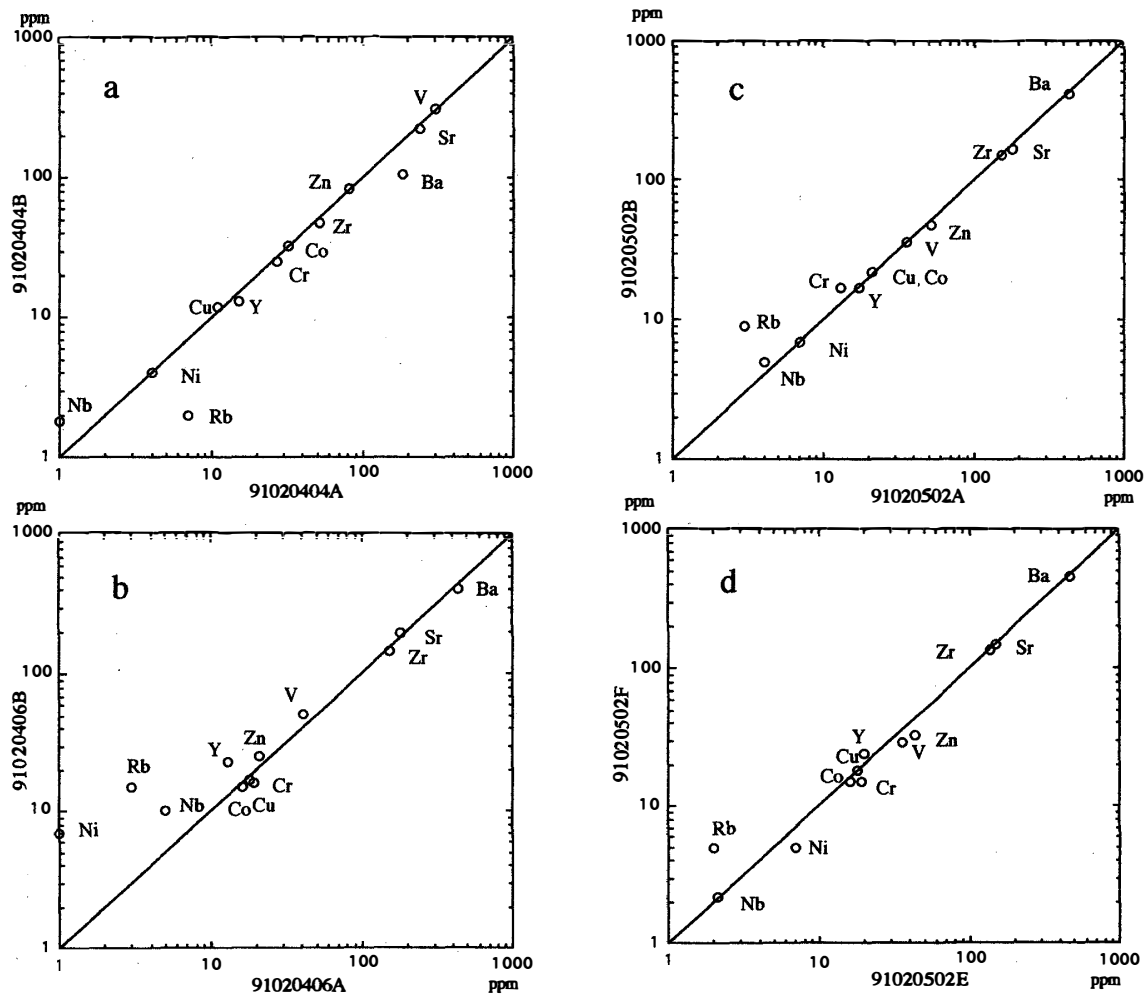 ppm
1000
a
V
Sr
Zn
Ba
100
Zr
Co
Cr
Cu
Y
10
Ni
Nb
Rb
1
1 10 100 1000
91020404A
91020404B
ppm
1000
c
Ba
Zr
Sr
100
Zn
V
Cr
Cu, Co
Y
10
Rb
Ni
Nb
1
1 10 100 1000
91020502A
ppm
91020502B
ppm
1000
b
Ba
Sr
Zr
100
V
Y
Zn
Rb
Cr
Nb
Co
Cu
10
Ni
1
1 10 100 1000
91020406A
ppm
91020406B
ppm
1000
d
Ba
Zr
Sr
100
Y
Zn
Cu
V
Co
Cr
10
Rb
Ni
Nb
1
1 10 100 1000
91020502E
ppm
91020502F